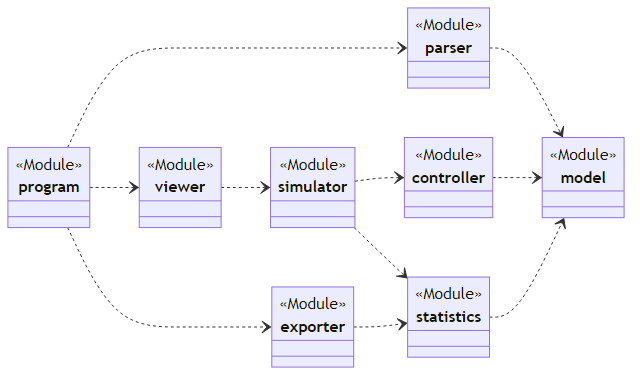 «Module»
parser
«Module»
program
«Module»
viewer
«Module»
simulator
«Module»
controller
«Module»
model
«Module»
exporter
«Module»
statistics